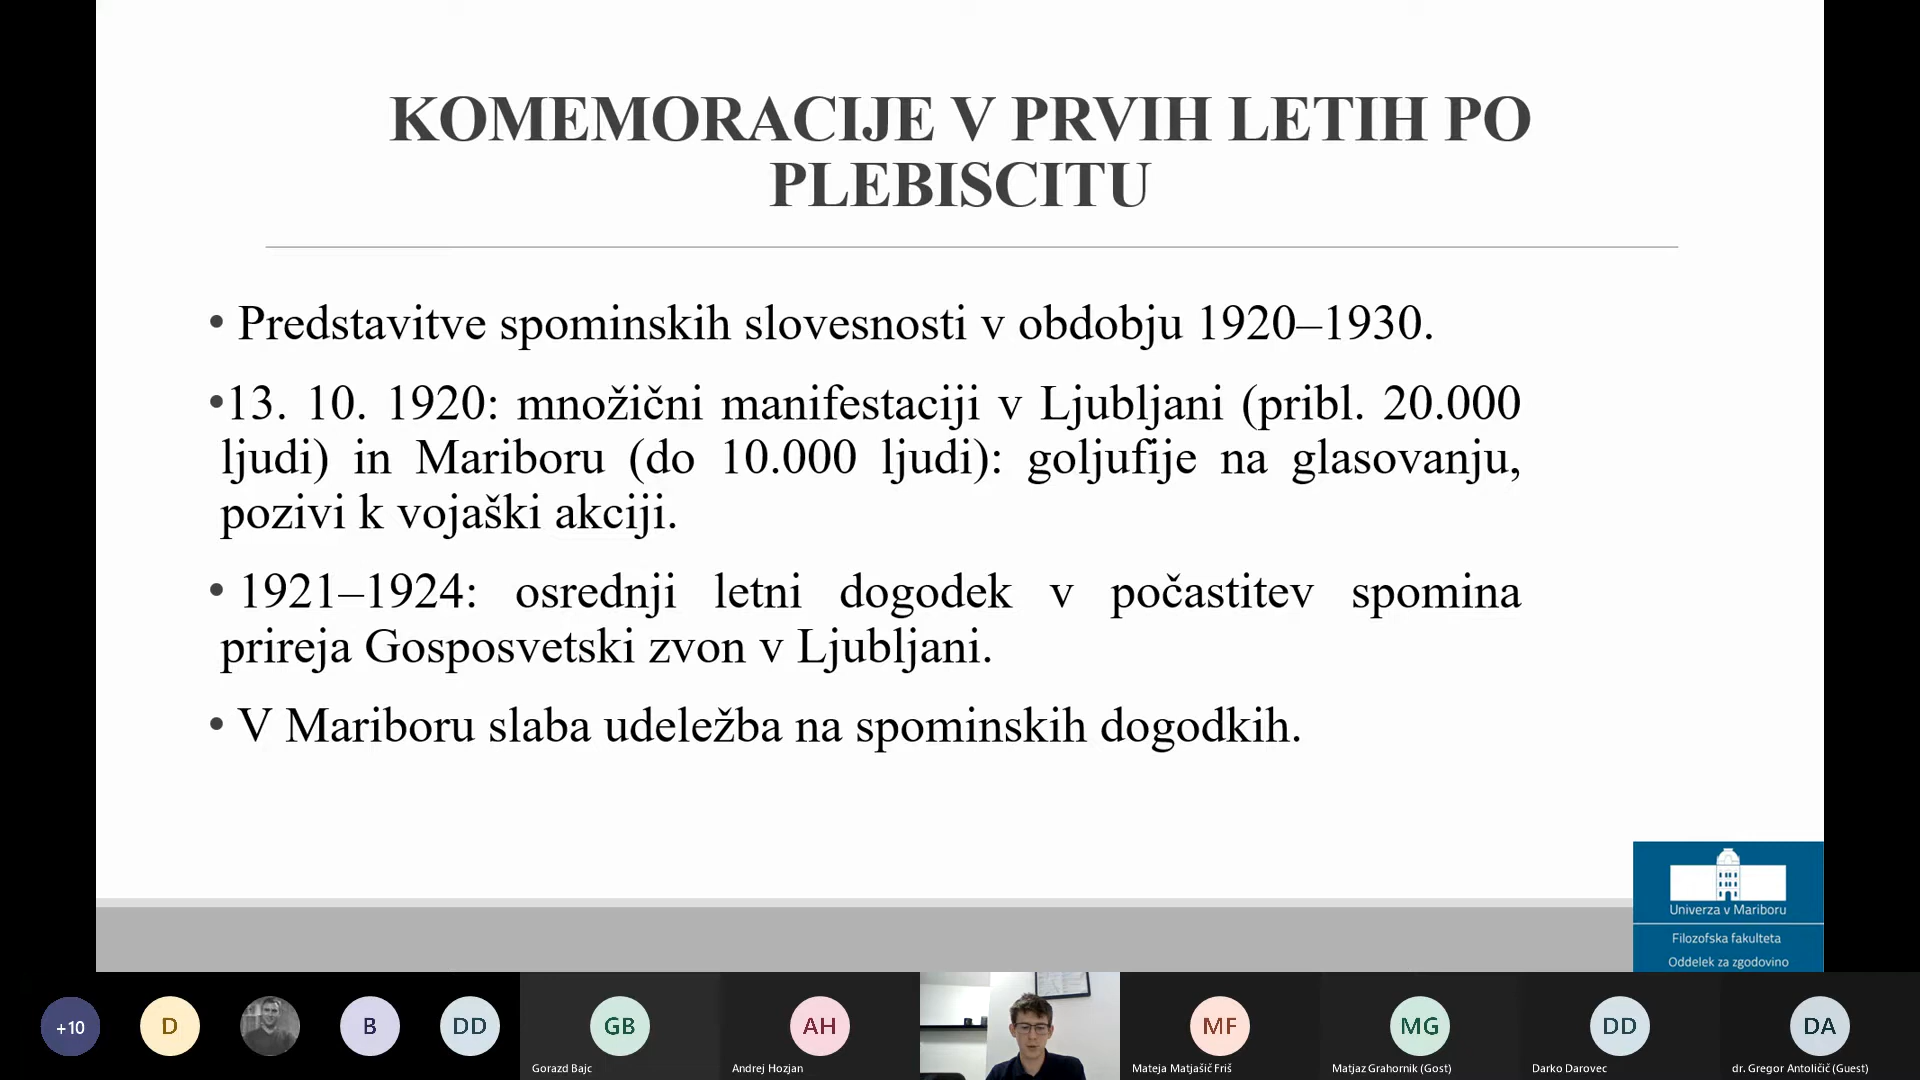 KOMEMORACIJE V PRVIH LETIH PO
PLEBISCITU
• Predstavitve spominskih slovesnosti v obdobju 1920–1930.
•13. 10. 1920: množični manifestaciji v Ljubljani (pribl. 20.000
ljudi) in Mariboru (do 10.000 ljudi): goljufije na glasovanju,
pozivi k vojaški akciji.
• 1921–1924: osrednji letni dogodek v počastitev spomina
prireja Gosposvetski zvon v Ljubljani.
• V Mariboru slaba udeležba na spominskih dogodkih.
Univerza v Mariboru
Filozofska fakulteta
Oddelek za zgodovino
+10
D
B
DD
GB
Gorazd Bajc
AH
Andrej Hozjan
MF
Mateja Matjašič Friš
MG
Matjaz Grahornik (Gost)
DD
Darko Darovec
DA
dr. Gregor Antoličič (Guest)